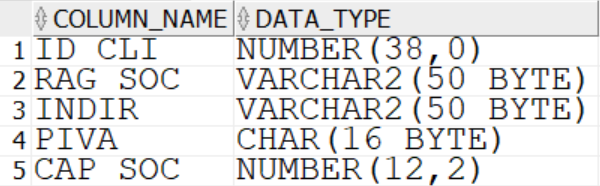 COLUMN_NAME DATA_TYPE
1 ID CLI NUMBER(38,0)
2 RAG SOC VARCHAR2(50 BYTE)
3 INDIR VARCHAR2(50 BYTE)
4 PIVA CHAR(16 BYTE)
5 CAP SOC NUMBER(12,2)